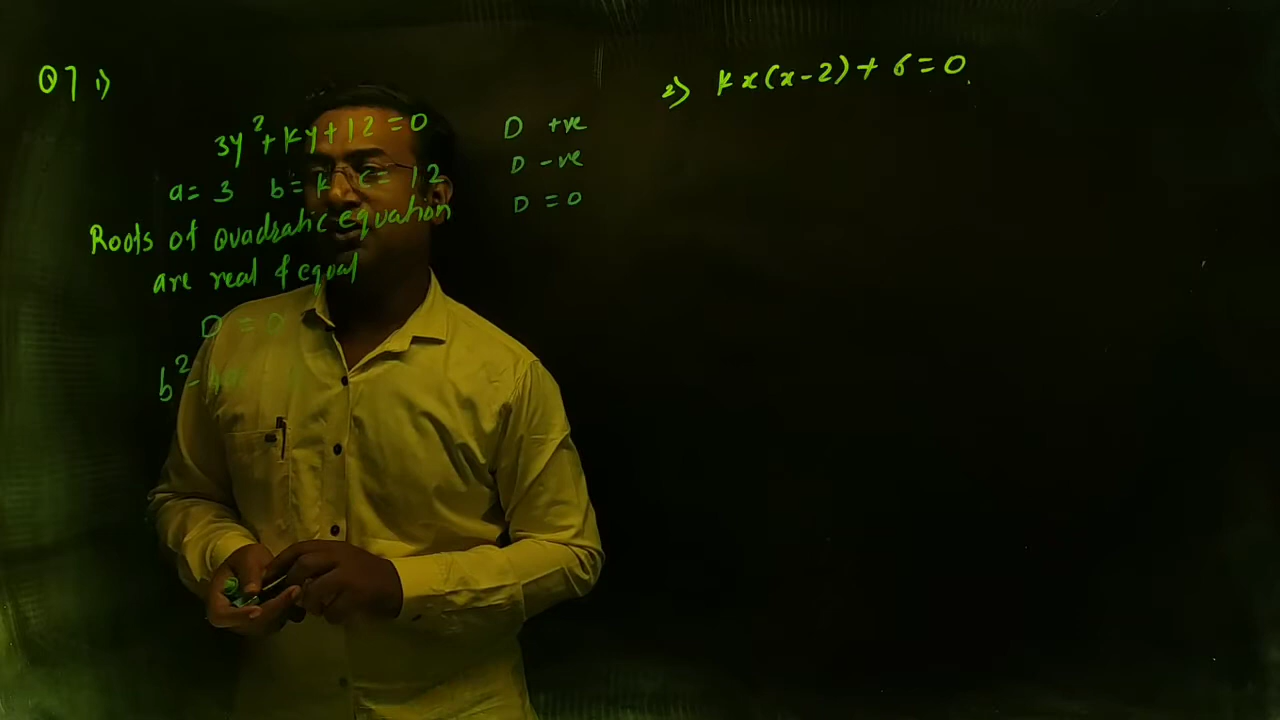 Q7 1)
3y²+ky+12=0
a=3 b=k c=12
Roots of Quadratic equation
are real & equal
D=0
b²-4ac
D +ve
D -ve
D=0
2) kx(x-2)+6=0